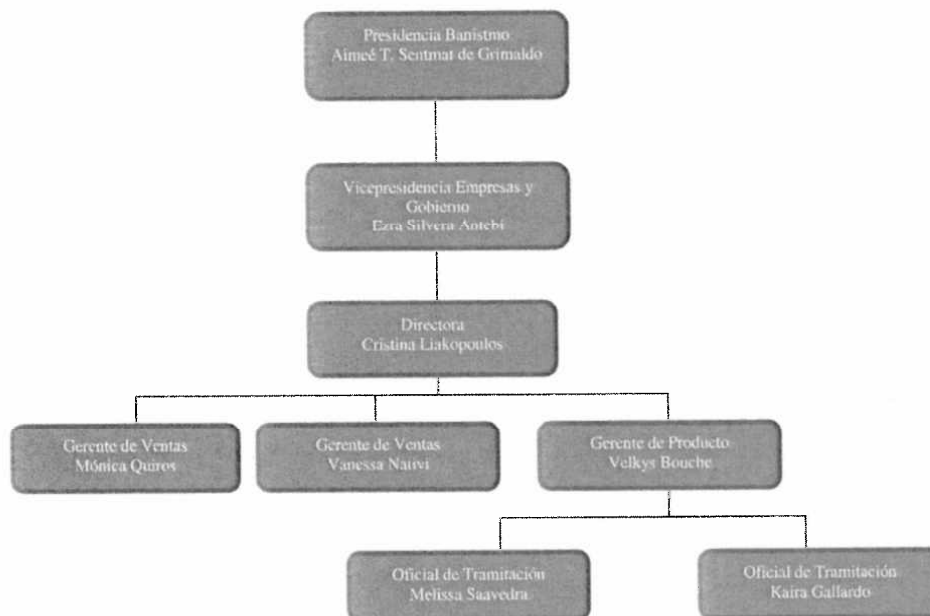 Presidencia Banistmo
Aimeé T. Sentmat de Grimaldo
Vicepresidencia Empresas y
Gobierno
Ezra Silvera Antebi
Directora
Cristina Liakopoulos
Gerente de Ventas
Mónica Quiros
Gerente de Ventas
Vanessa Nativi
Gerente de Producto
Velkys Bouche
Oficial de Tramitación
Melissa Saavedra
Oficial de Tramitación
Kaira Gallardo